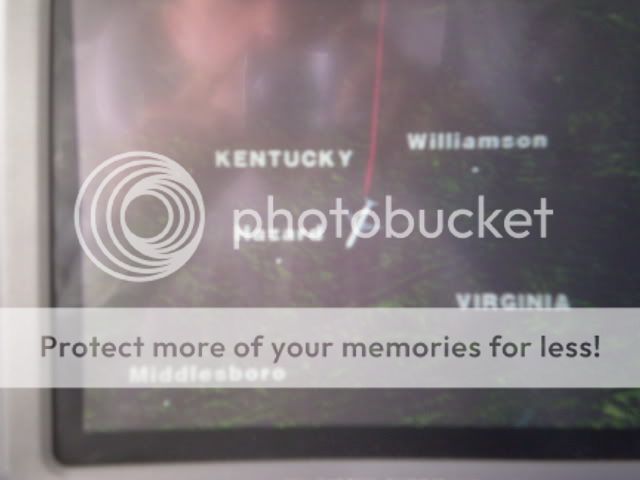 Williamson
KENTUCKY
photobucket
Hazard
VIRGINIA
Protect more of your memories for less!
Middlesboro